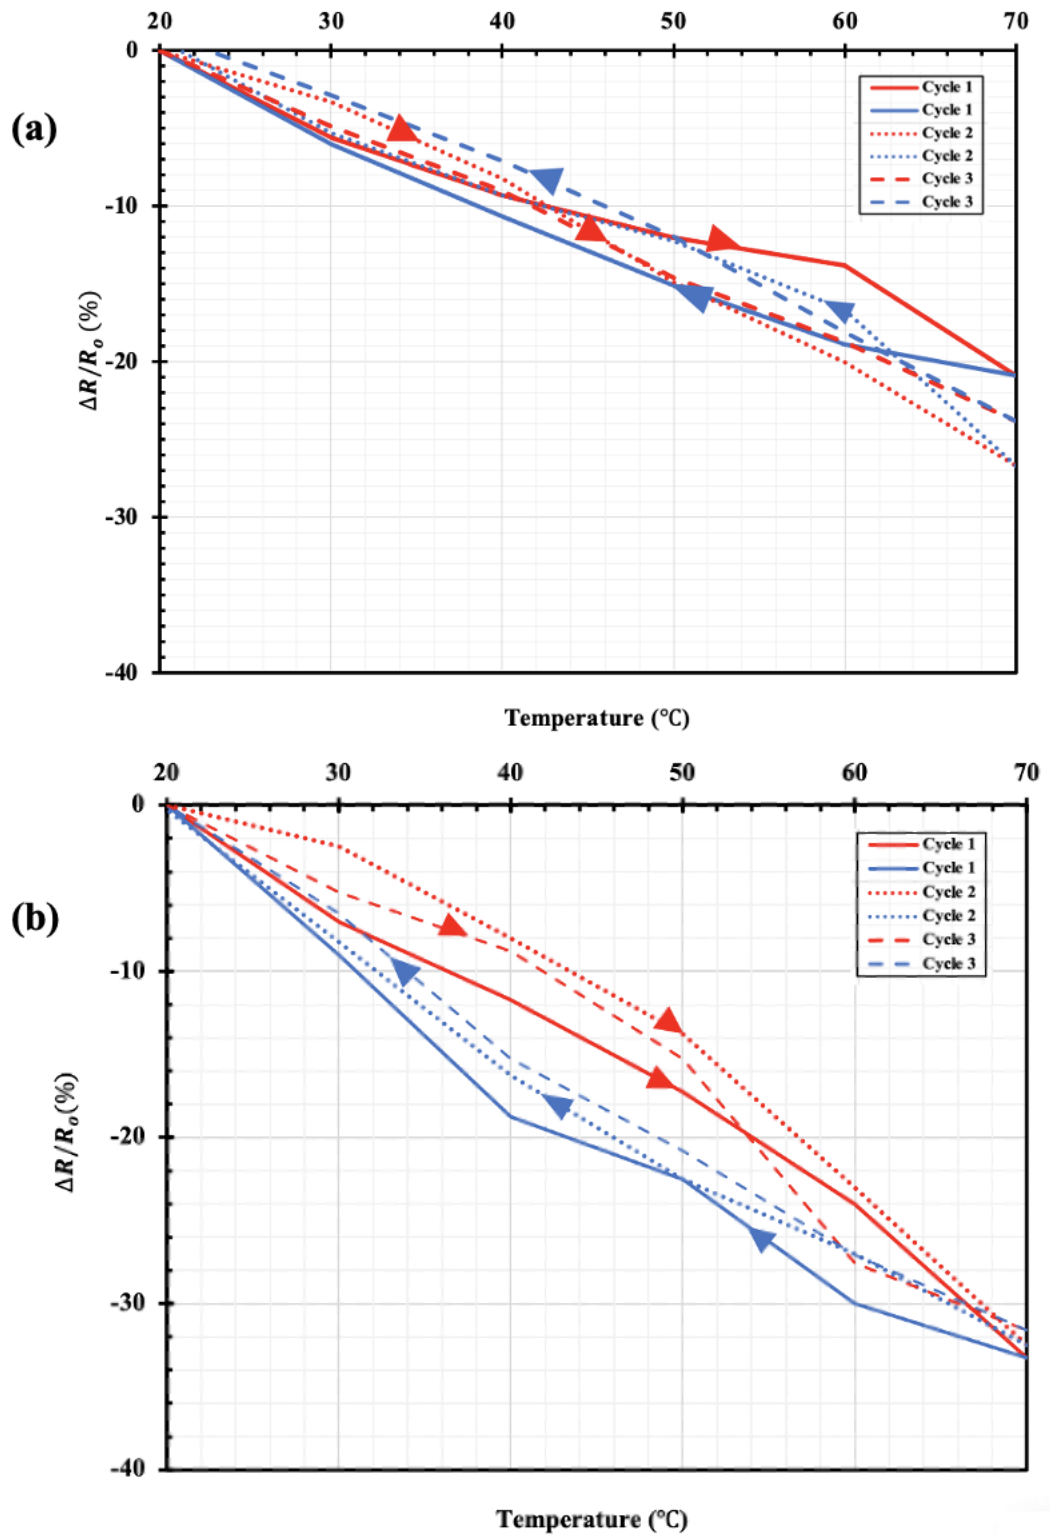 20 30 40 50 60 70
0
(a)
Cycle 1
Cycle 1
Cycle 2
Cycle 2
Cycle 3
Cycle 3
-10
ΔR/Rₒ (%)
-20
-30
-40
Temperature (℃)
20 30 40 50 60 70
0
(b)
Cycle 1
Cycle 1
Cycle 2
Cycle 2
Cycle 3
Cycle 3
-10
ΔR/Rₒ(%)
-20
-30
-40
Temperature (℃)